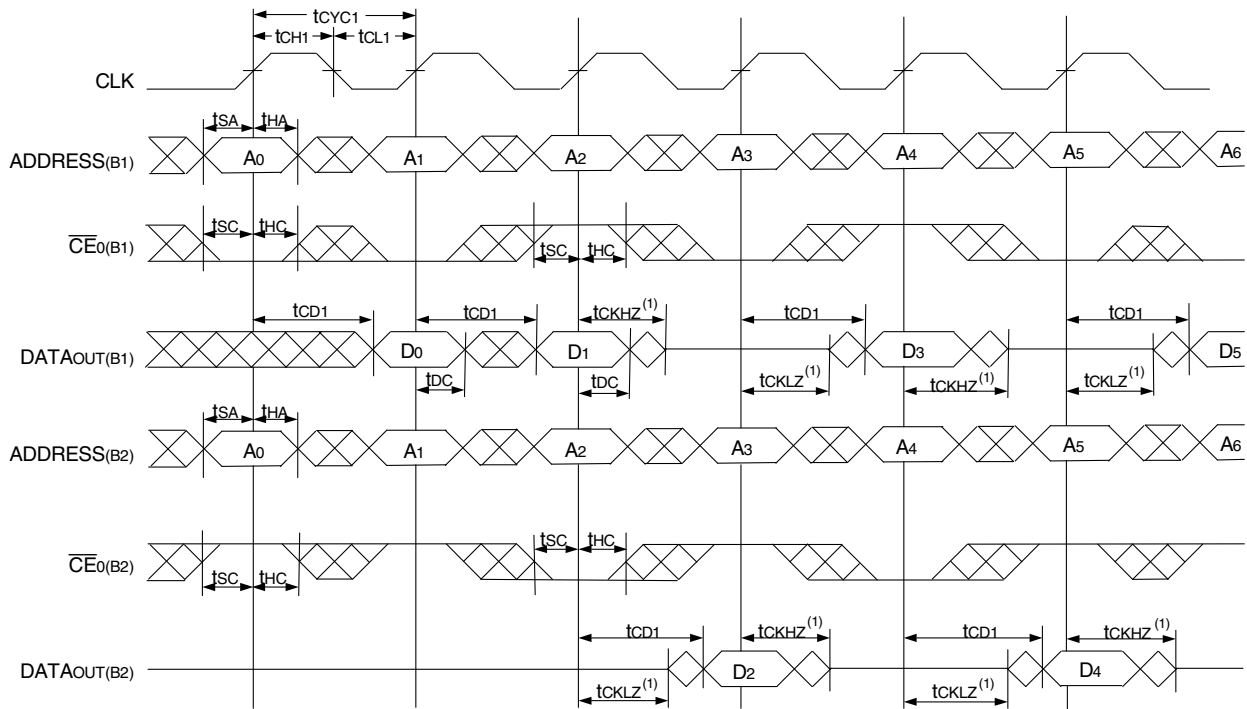 tCYC1
tCH1 tCL1
CLK
tSA tHA
ADDRESS(B1) A0 A1 A2 A3 A4 A5 A6
tSC tHC
CE0(B1)
tSC tHC
tCD1 tCD1 tCKHZ(1) tCD1 tCD1
DATAOUT(B1) D0 D1 D3 D5
tDC tDC tCKLZ(1) tCKHZ(1) tCKLZ(1)
tSA tHA
ADDRESS(B2) A0 A1 A2 A3 A4 A5 A6
tSC tHC
CE0(B2)
tSC tHC
tCD1 tCKHZ(1) tCD1 tCKHZ(1)
DATAOUT(B2) D2 D4
tCKLZ(1) tCKLZ(1)